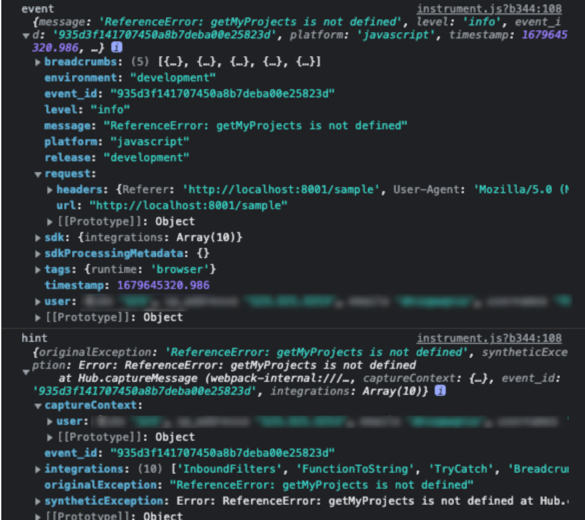 event instrument.js?b344:108
{message: 'ReferenceError: getMyProjects is not defined', level: 'info', event_i
d: '935d3f141707450a8b7deba00e25823d', platform: 'javascript', timestamp: 1679645
320.986, …}
breadcrumbs: (5) [{…}, {…}, {…}, {…}, {…}]
environment: "development"
event_id: "935d3f141707450a8b7deba00e25823d"
level: "info"
message: "ReferenceError: getMyProjects is not defined"
platform: "javascript"
release: "development"
request:
headers: {Referer: 'http://localhost:8001/sample', User-Agent: 'Mozilla/5.0 (M
url: "http://localhost:8001/sample"
[[Prototype]]: Object
sdk: {integrations: Array(10)}
sdkProcessingMetadata: {}
tags: {runtime: 'browser'}
timestamp: 1679645320.986
user:
[[Prototype]]: Object
hint instrument.js?b344:108
{originalException: 'ReferenceError: getMyProjects is not defined', syntheticExce
ption: Error: ReferenceError: getMyProjects is not defined
at Hub.captureMessage (webpack-internal:///…, captureContext: {…}, event_id:
'935d3f141707450a8b7deba00e25823d', integrations: Array(10)}
captureContext:
user:
[[Prototype]]: Object
event_id: "935d3f141707450a8b7deba00e25823d"
integrations: (10) ['InboundFilters', 'FunctionToString', 'TryCatch', 'Breadcru
originalException: "ReferenceError: getMyProjects is not defined"
syntheticException: Error: ReferenceError: getMyProjects is not defined at Hub.
[[Prototype]]: Object